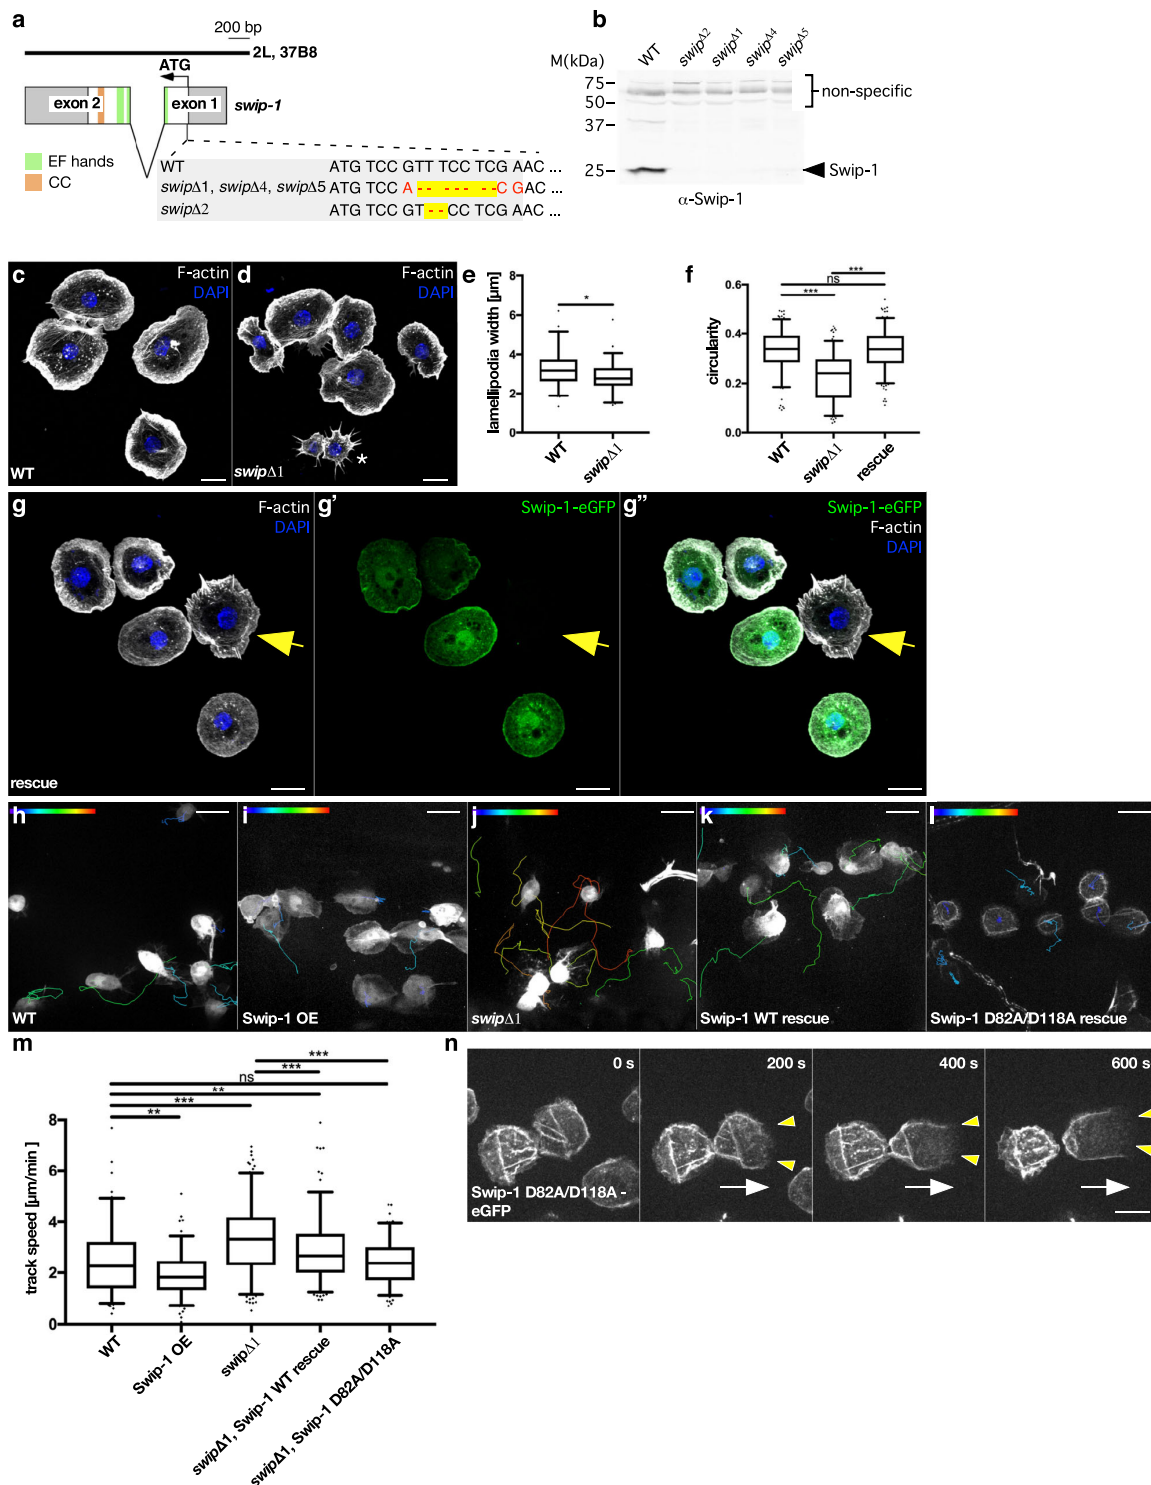 a
200 bp
2L, 37B8
ATG
exon 2
exon 1
swip-1
EF hands
CC
WT ATG TCC GTT TCC TCG AAC ...
swipΔ1, swipΔ4, swipΔ5 ATG TCC A-- --- --C GAC ...
swipΔ2 ATG TCC GT- -CC TCG AAC ...
b
M(kDa)
WT
swipΔ2
swipΔ1
swipΔ4
swipΔ5
75
50
37
25
non-specific
Swip-1
α-Swip-1
c
F-actin
DAPI
WT
d
F-actin
DAPI
*
swipΔ1
e
lamellipodia width [µm]
8
6
4
2
0
*
WT
swipΔ1
f
circularity
0.6
0.4
0.2
0.0
***
ns
***
WT
swipΔ1
rescue
g
F-actin
DAPI
rescue
g'
Swip-1-eGFP
g''
Swip-1-eGFP
F-actin
DAPI
h
WT
i
Swip-1 OE
j
swipΔ1
k
Swip-1 WT rescue
l
Swip-1 D82A/D118A rescue
m
track speed [µm/min ]
8
6
4
2
0
***
***
ns
**
***
**
WT
Swip-1 OE
swipΔ1
swipΔ1, Swip-1 WT rescue
swipΔ1, Swip-1 D82A/D118A
n
0 s
200 s
400 s
600 s
Swip-1 D82A/D118A -
eGFP